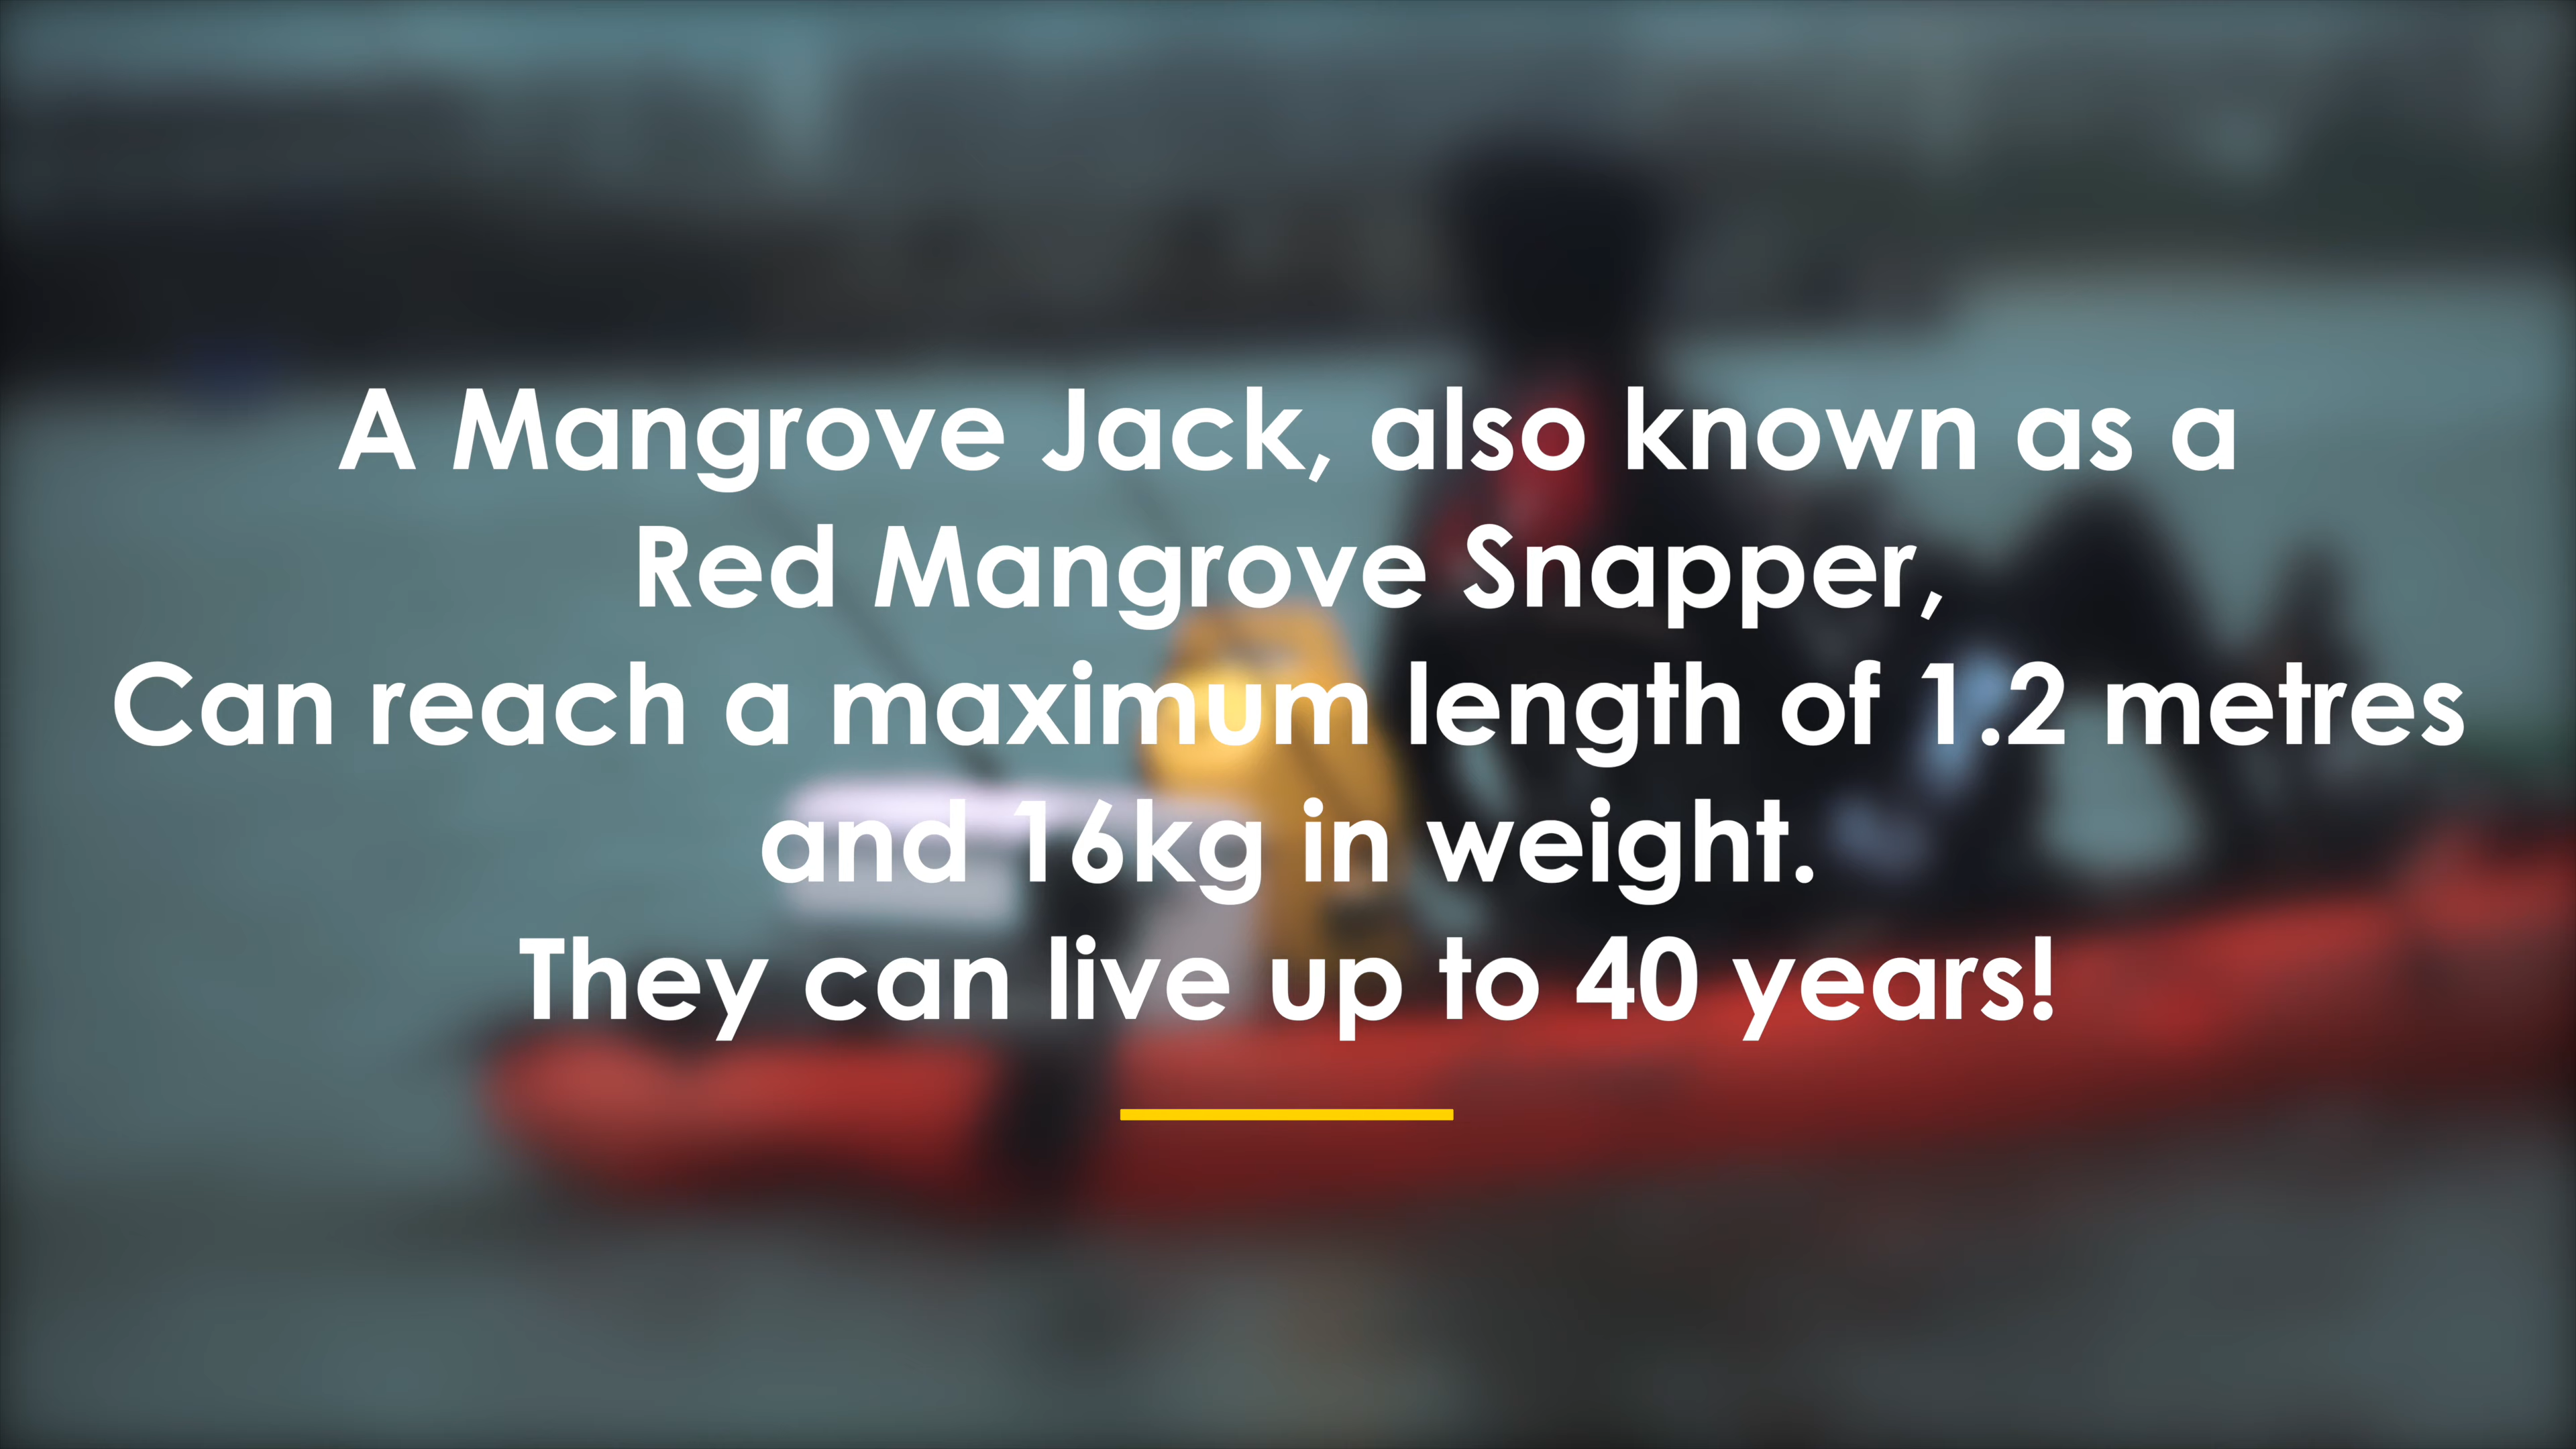 A Mangrove Jack, also known as a
Red Mangrove Snapper,
Can reach a maximum length of 1.2 metres
and 16kg in weight.
They can live up to 40 years!